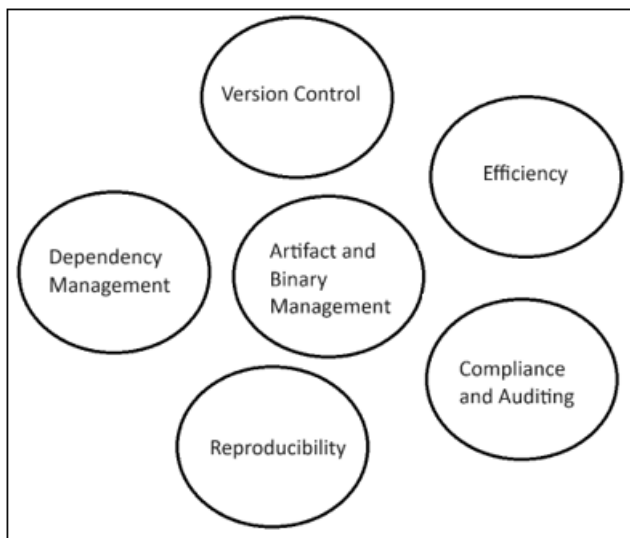 Version Control
Efficiency
Dependency
Management
Artifact and
Binary
Management
Compliance
and Auditing
Reproducibility